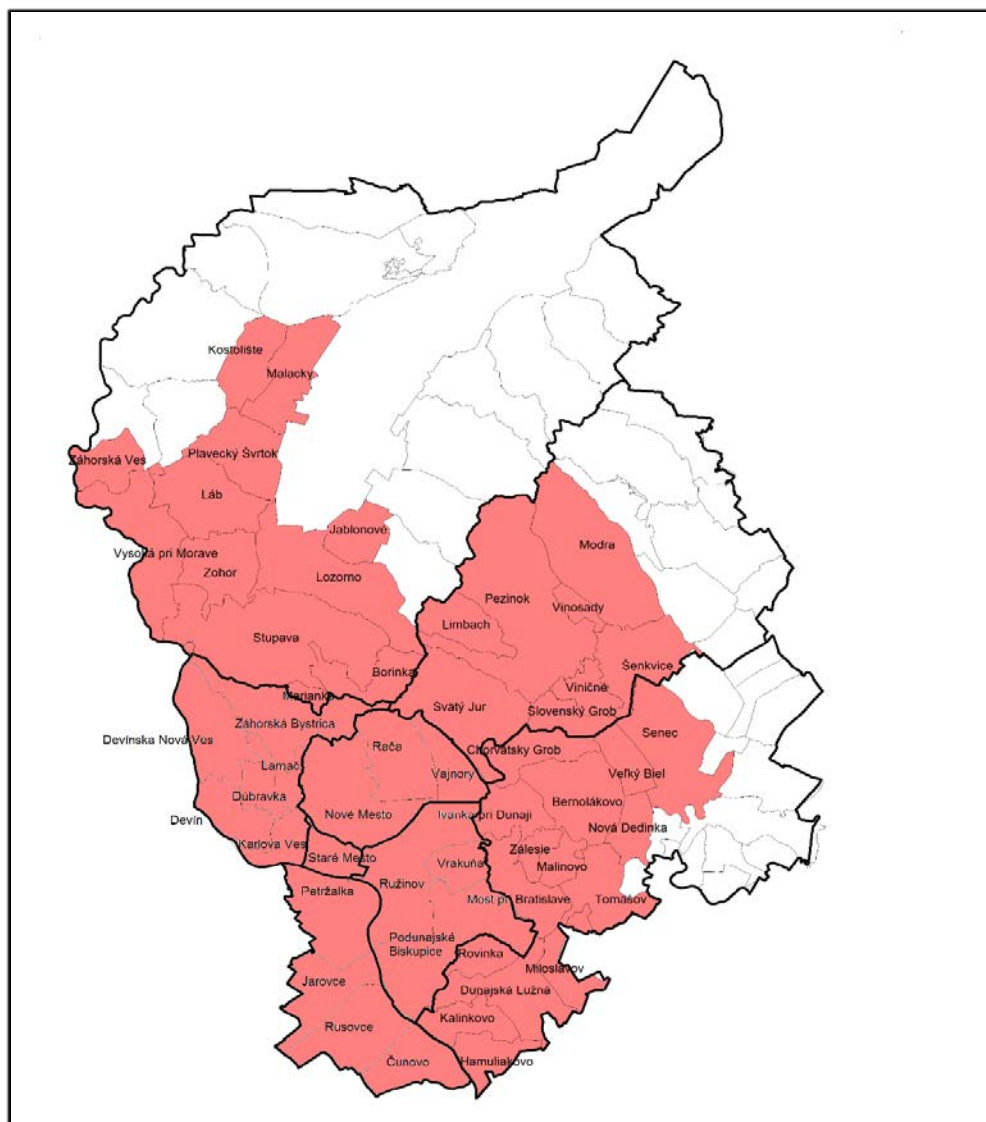 Kostolište
Malacky
Záhorská Ves
Plavecký Švrtok
Láb
Jablonové
Vysoká pri Morave
Zohor
Lozorno
Modra
Pezinok
Vinosady
Limbach
Stupava
Borinka
Šenkvice
Viničné
Marianka
Svätý Jur
Slovenský Grob
Záhorská Bystrica
Senec
Devínska Nová Ves
Rača
Chorvátsky Grob
Lamač
Vajnory
Veľký Biel
Dúbravka
Bernolákovo
Nové Mesto
Ivanka pri Dunaji
Devín
Nová Dedinka
Karlova Ves
Zálesie
Staré Mesto
Vrakuňa
Malinovo
Ružinov
Petržalka
Most pri Bratislave
Tomášov
Podunajské
Biskupice
Rovinka
Miloslavov
Jarovce
Dunajská Lužná
Kalinkovo
Rusovce
Čunovo
Hamuliakovo